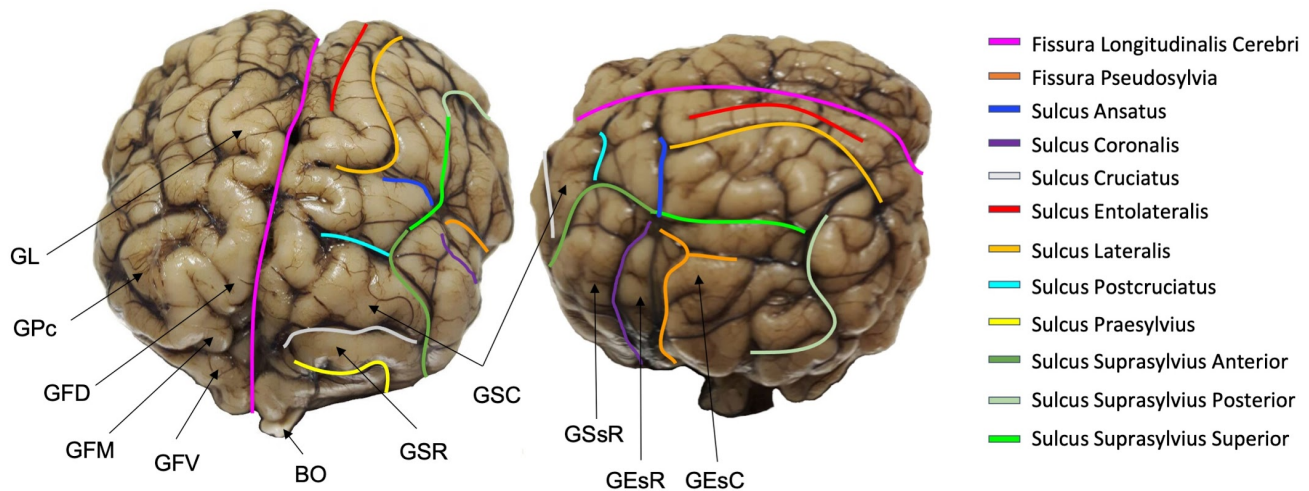 GL
GPc
GFD
GFM
GFV
BO
GSR
GSC
GSsR
GEsR
GEsC
Fissura Longitudinalis Cerebri
Fissura Pseudosylvia
Sulcus Ansatus
Sulcus Coronalis
Sulcus Cruciatus
Sulcus Entolateralis
Sulcus Lateralis
Sulcus Postcruciatus
Sulcus Praesylvius
Sulcus Suprasylvius Anterior
Sulcus Suprasylvius Posterior
Sulcus Suprasylvius Superior